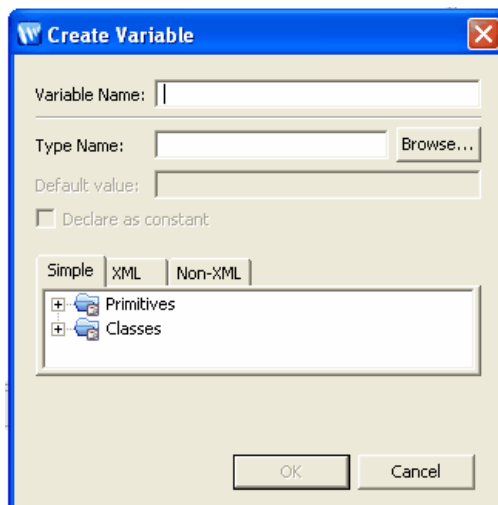 Create Variable
Variable Name:
Type Name:
Browse...
Default value:
Declare as constant
Simple XML Non-XML
Primitives
Classes
OK Cancel